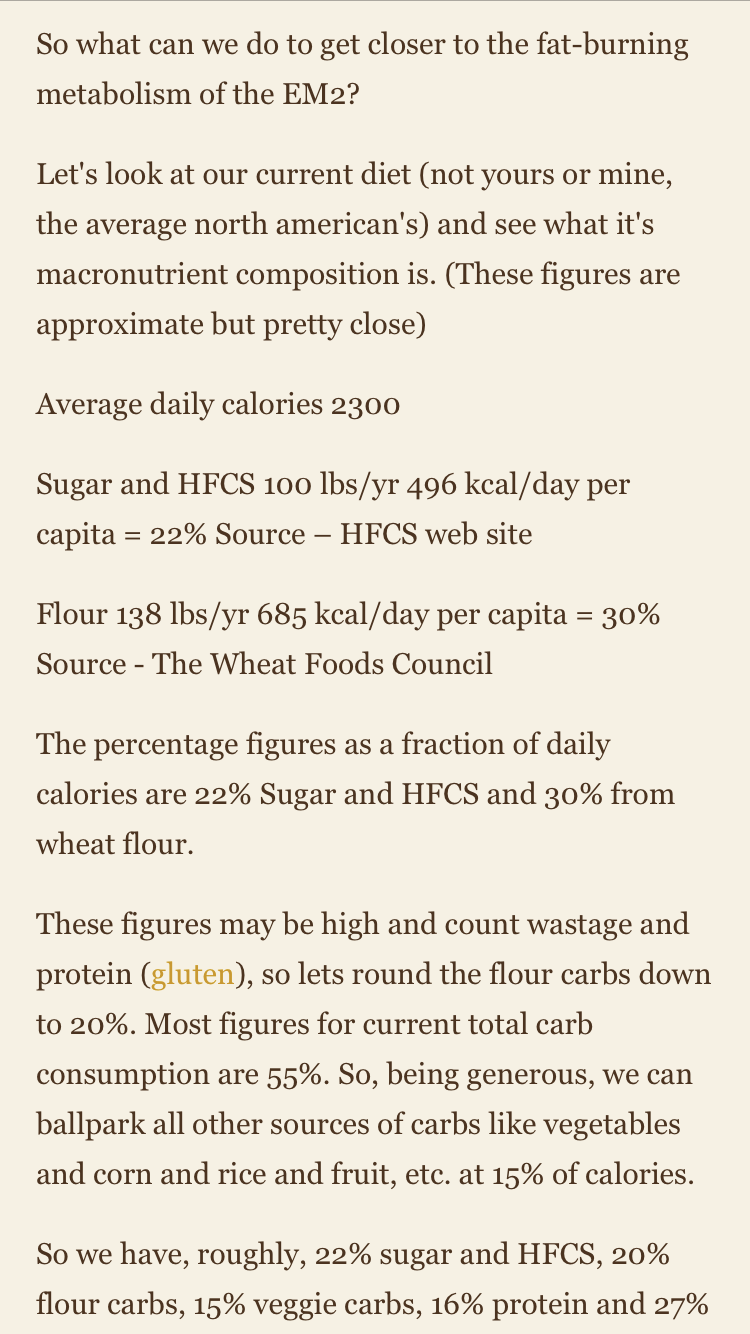 So what can we do to get closer to the fat-burning
metabolism of the EM2?
Let's look at our current diet (not yours or mine,
the average north american's) and see what it's
macronutrient composition is. (These figures are
approximate but pretty close)
Average daily calories 2300
Sugar and HFCS 100 lbs/yr 496 kcal/day per
capita = 22% Source – HFCS web site
Flour 138 lbs/yr 685 kcal/day per capita = 30%
Source - The Wheat Foods Council
The percentage figures as a fraction of daily
calories are 22% Sugar and HFCS and 30% from
wheat flour.
These figures may be high and count wastage and
protein (gluten), so lets round the flour carbs down
to 20%. Most figures for current total carb
consumption are 55%. So, being generous, we can
ballpark all other sources of carbs like vegetables
and corn and rice and fruit, etc. at 15% of calories.
So we have, roughly, 22% sugar and HFCS, 20%
flour carbs, 15% veggie carbs, 16% protein and 27%